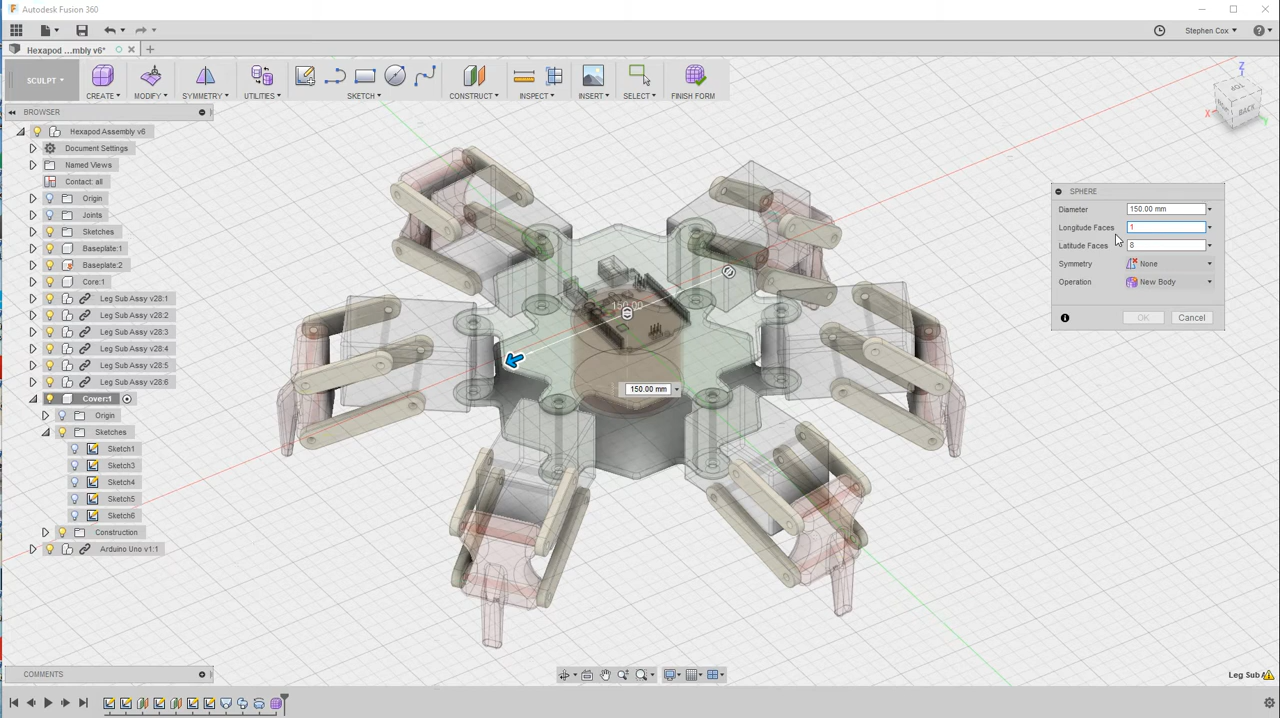 Autodesk Fusion 360
Stephen Cox
Hexapod ...mbly v6*
SCULPT
CREATE
MODIFY
SYMMETRY
UTILITIES
SKETCH
CONSTRUCT
INSPECT
INSERT
SELECT
FINISH FORM
BROWSER
Hexapod Assembly v6
Document Settings
Named Views
Contact: all
Origin
Joints
Sketches
Baseplate:1
Baseplate:2
Core:1
Leg Sub Assy v28:1
Leg Sub Assy v28:2
Leg Sub Assy v28:3
Leg Sub Assy v28:4
Leg Sub Assy v28:5
Leg Sub Assy v28:6
Cover:1
Origin
Sketches
Sketch1
Sketch3
Sketch4
Sketch5
Sketch6
Construction
Arduino Uno v1:1
Z
TOP
BACK
X
Y
SPHERE
Diameter 150.00 mm
Longitude Faces 1
Latitude Faces 8
Symmetry None
Operation New Body
OK Cancel
150.00
150.00 mm
COMMENTS
Leg Sub A